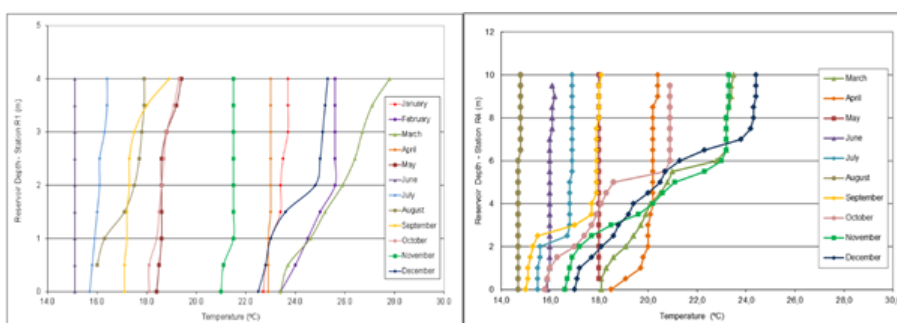 5
4
3
2
1
0
Reservoir Depth - Station R1 (m)
14.0 16.0 18.0 20.0 22.0 24.0 26.0 28.0 30.0
Temperature (ºC)
January
February
March
April
May
June
July
August
September
October
November
December
12
10
8
6
4
2
0
Reservoir Depth - Station R4 (m)
14,0 16,0 18,0 20,0 22,0 24,0 26,0 28,0 30,0
Temperature (ºC)
March
April
May
June
July
August
September
October
November
December